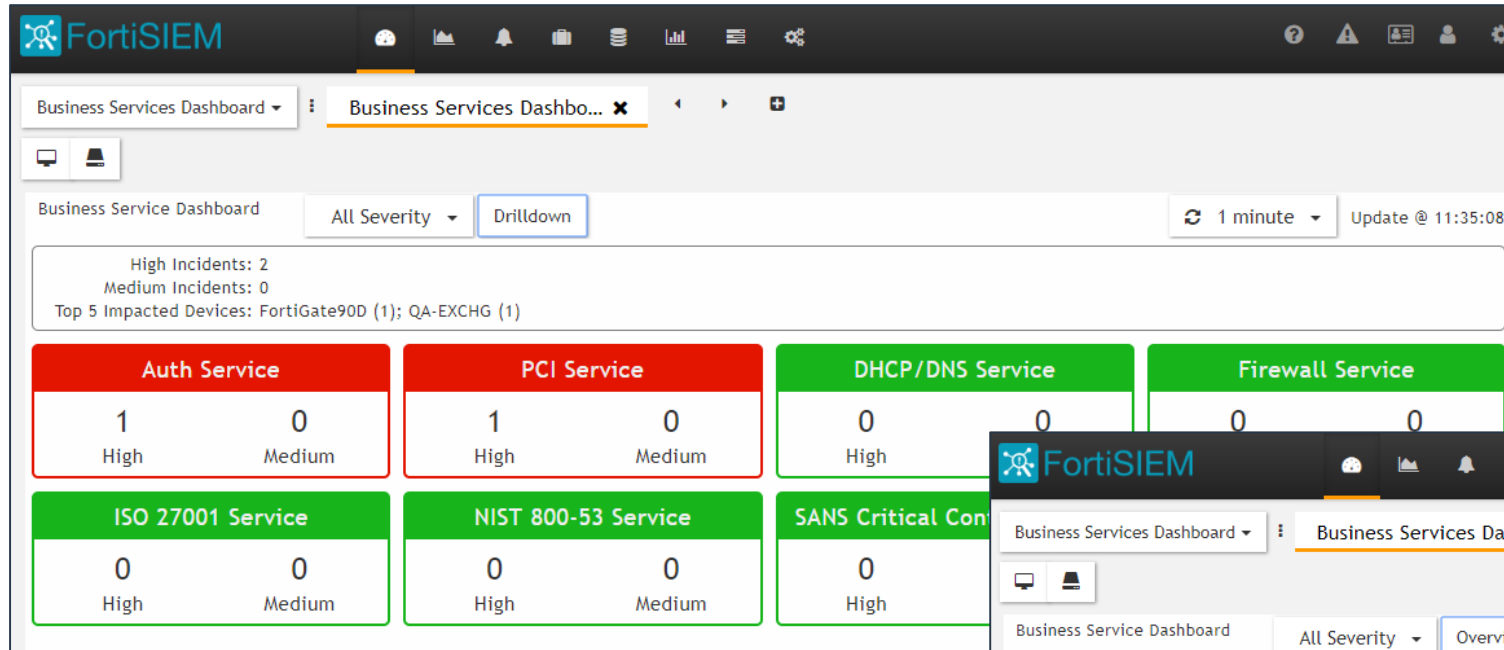 FortiSIEM
Business Services Dashboard
Business Services Dashbo...
Business Service Dashboard
All Severity
Drilldown
1 minute
Update @ 11:35:08
High Incidents: 2
Medium Incidents: 0
Top 5 Impacted Devices: FortiGate90D (1); QA-EXCHG (1)
Auth Service
PCI Service
DHCP/DNS Service
Firewall Service
1 0
1 0
0 0
0 0
High Medium
High Medium
High
ISO 27001 Service
NIST 800-53 Service
SANS Critical
0 0
0 0
0
High Medium
High Medium
High
FortiSIEM
Business Services Dashboard
Business Services
Business Service Dashboard
All Severity